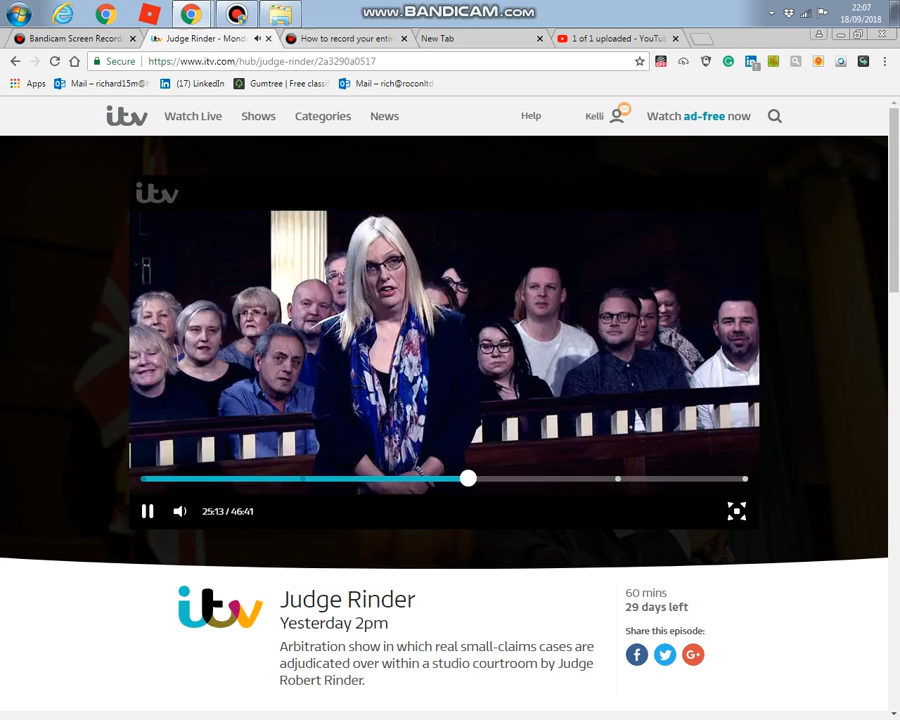 www.BANDICAM.com
22:07
18/09/2018
Bandicam Screen Record
Judge Rinder - Mond
How to record your entir
New Tab
1 of 1 uploaded - YouTu
Secure
https://www.itv.com/hub/judge-rinder/2a3290a0517
Apps
Mail – richard15m@h
(17) LinkedIn
Gumtree | Free classif
Mail – rich@roconltd.
itv
Watch Live
Shows
Categories
News
Help
Kelli
Watch ad-free now
itv
25:13 / 46:41
itv
Judge Rinder
Yesterday 2pm
Arbitration show in which real small-claims cases are
adjudicated over within a studio courtroom by Judge
Robert Rinder.
60 mins
29 days left
Share this episode: